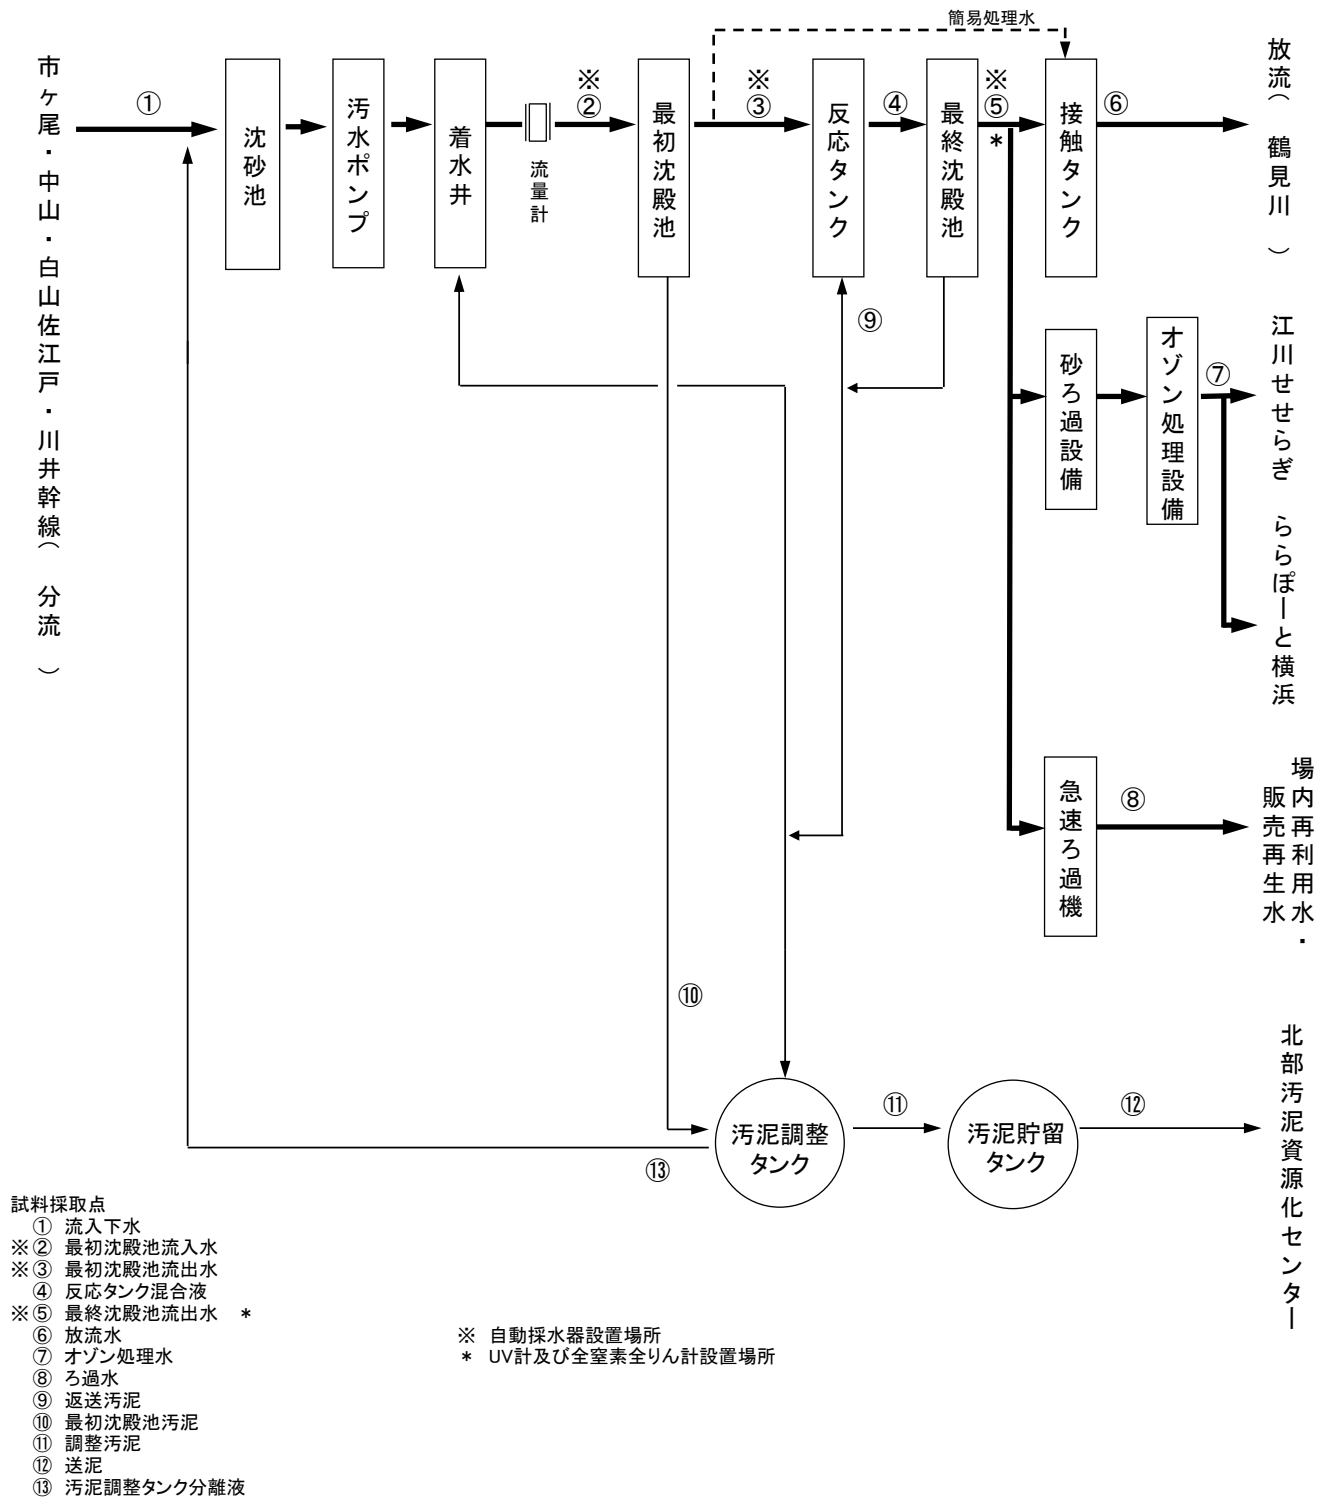 簡易処理水
市ヶ尾・中山・白山佐江戸・川井幹線（分流）
①
沈砂池
汚水ポンプ
着水井
流量計
※
②
最初沈殿池
※
③
反応タンク
④
最終沈殿池
※
⑤
*
接触タンク
⑥
放流（鶴見川）
⑨
砂ろ過設備
オゾン処理設備
⑦
江川せせらぎ
ららぽーと横浜
急速ろ過機
⑧
場内再利用水・
販売再生水
⑩
汚泥調整
タンク
⑪
汚泥貯留
タンク
⑫
北部汚泥資源化センター
⑬
試料採取点
① 流入下水
※② 最初沈殿池流入水
※③ 最初沈殿池流出水
④ 反応タンク混合液
※⑤ 最終沈殿池流出水 *
⑥ 放流水
⑦ オゾン処理水
⑧ ろ過水
⑨ 返送汚泥
⑩ 最初沈殿池汚泥
⑪ 調整汚泥
⑫ 送泥
⑬ 汚泥調整タンク分離液
※ 自動採水器設置場所
* UV計及び全窒素全りん計設置場所